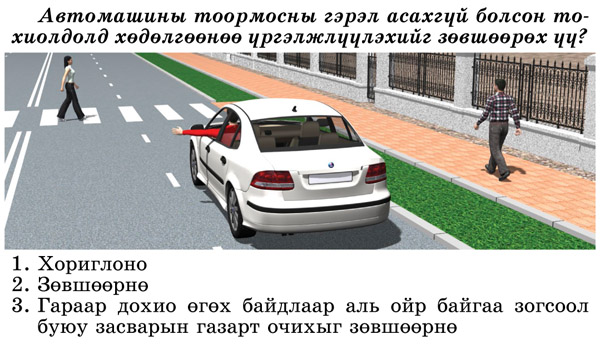 Автомашины тоормосны гэрэл асахгүй болсон то-
хиолдолд хөдөлгөөнөө үргэлжлүүлэхийг зөвшөөрөх үү?
1. Хориглоно
2. Зөвшөөрнө
3. Гараар дохио өгөх байдлаар аль ойр байгаа зогсоол
буюу засварын газарт очихыг зөвшөөрнө